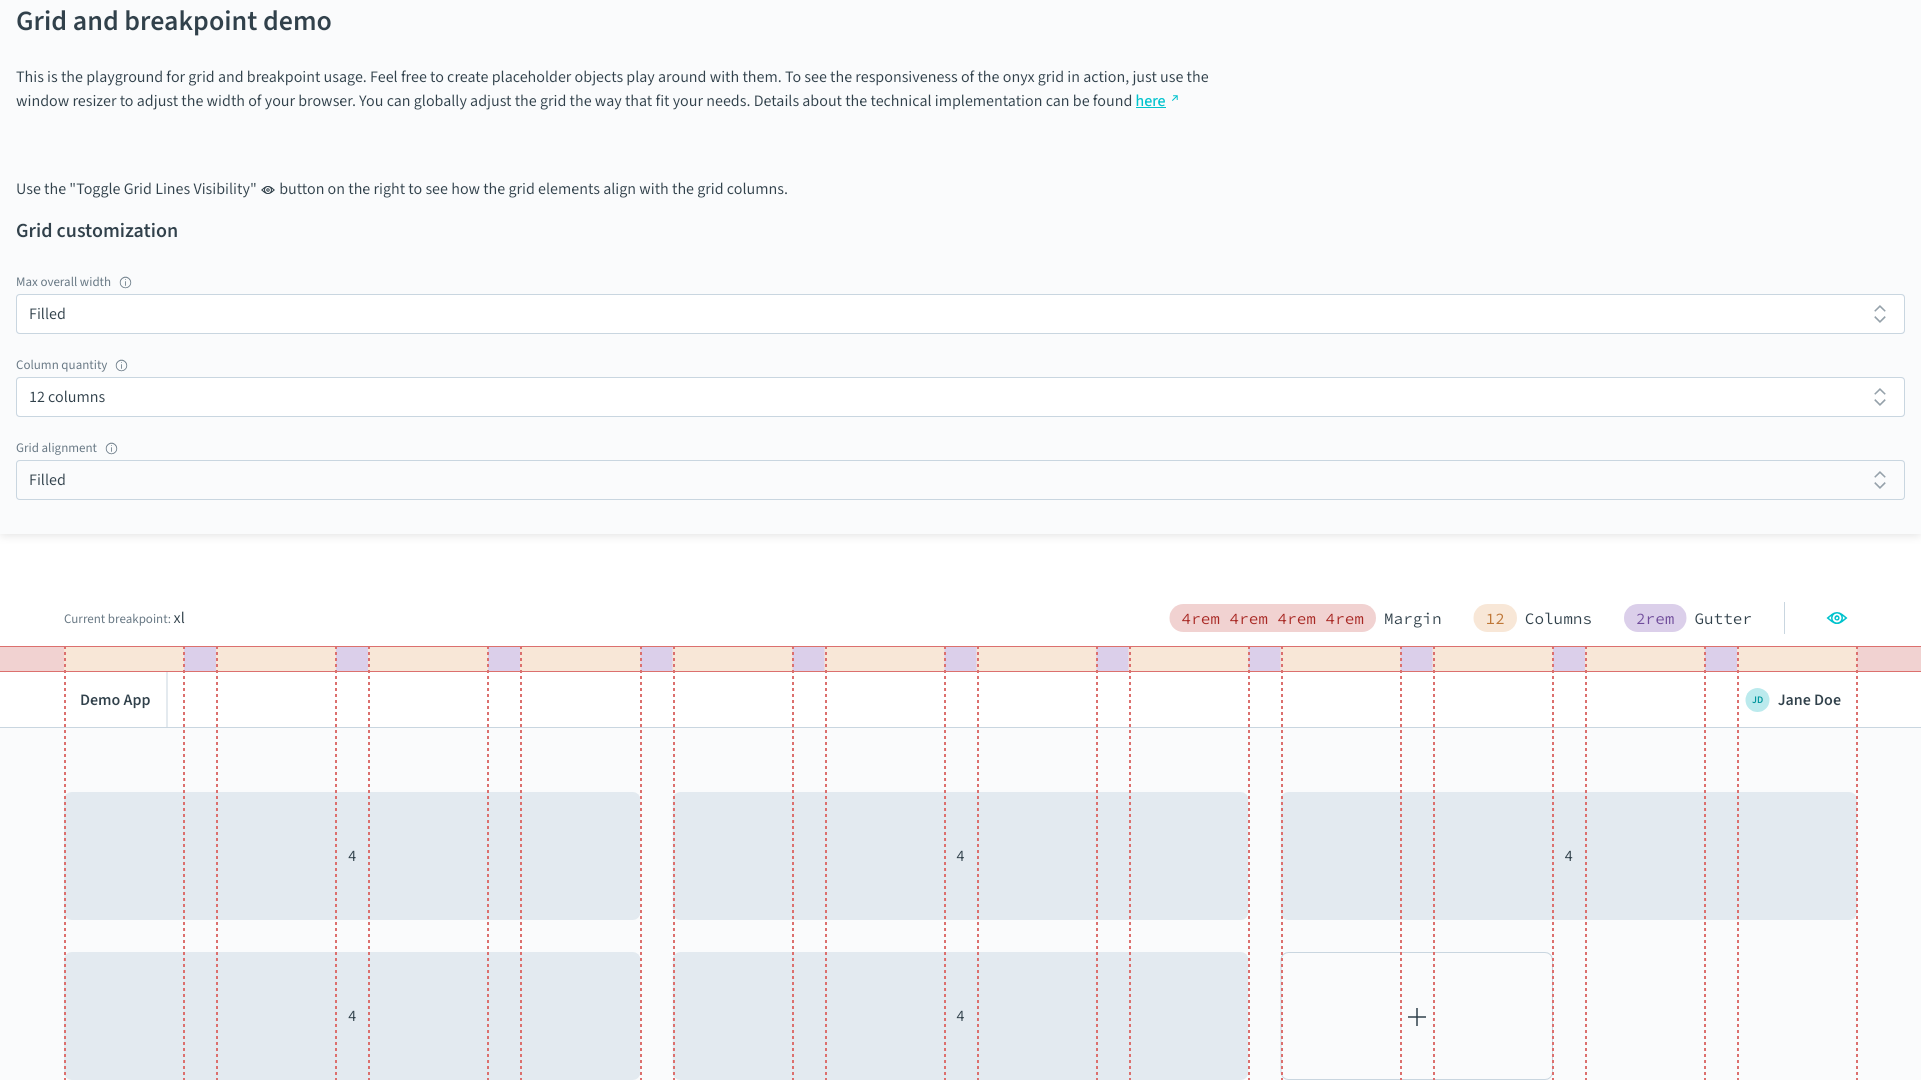 Grid and breakpoint demo
This is the playground for grid and breakpoint usage. Feel free to create placeholder objects play around with them. To see the responsiveness of the onyx grid in action, just use the
window resizer to adjust the width of your browser. You can globally adjust the grid the way that fit your needs. Details about the technical implementation can be found here
Use the "Toggle Grid Lines Visibility" button on the right to see how the grid elements align with the grid columns.
Grid customization
Max overall width
Filled
Column quantity
12 columns
Grid alignment
Filled
Current breakpoint: xl
4rem 4rem 4rem 4rem Margin 12 Columns 2rem Gutter
Demo App JD Jane Doe
4 4 4
4 4